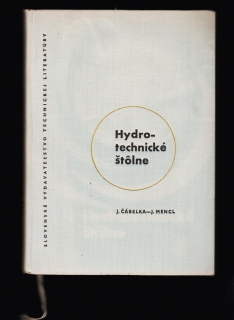 Hydro-
technické
štôlne
J. ČÁBELKA—J. MENCL
SLOVENSKÉ VYDAVATEĽSTVO TECHNICKEJ LITERATÚRY